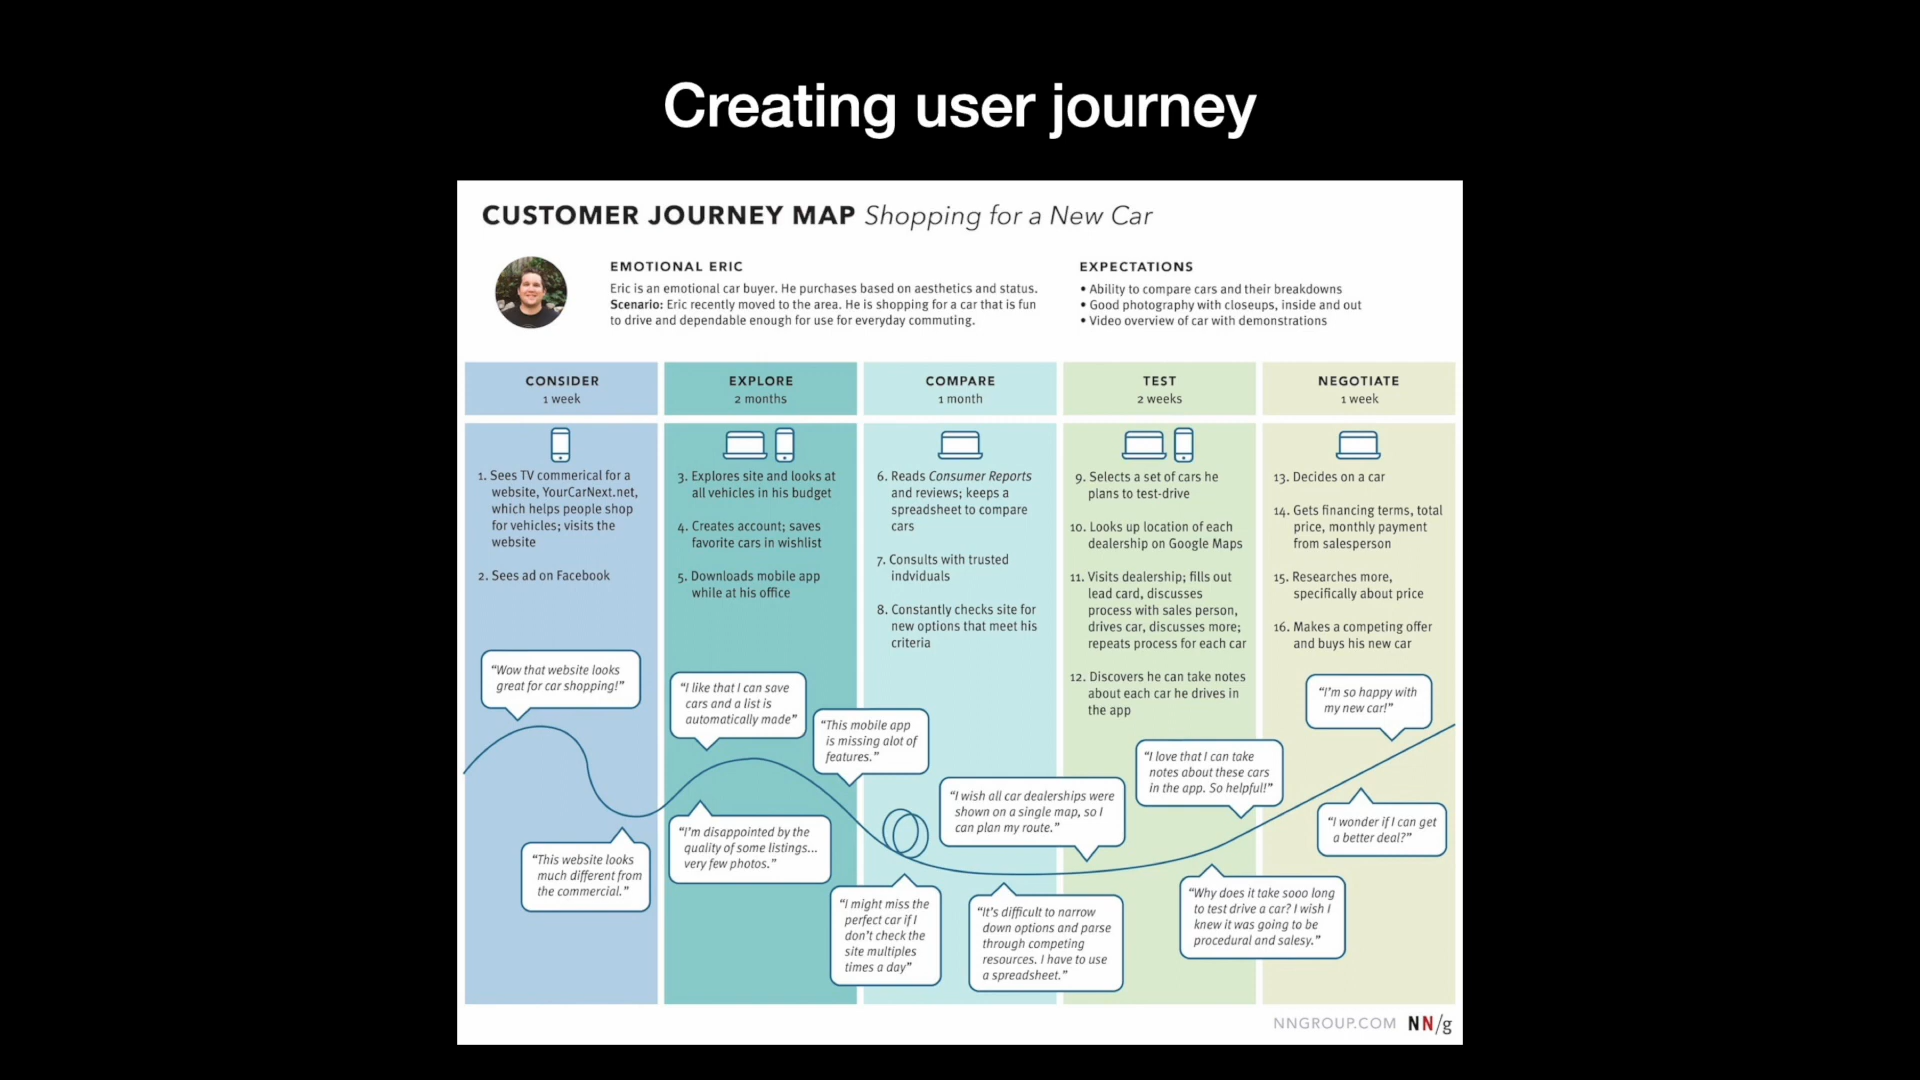 Creating user journey
CUSTOMER JOURNEY MAP Shopping for a New Car
EMOTIONAL ERIC
Eric is an emotional car buyer. He purchases based on aesthetics and status.
Scenario: Eric recently moved to the area. He is shopping for a car that is fun
to drive and dependable enough for use for everyday commuting.
EXPECTATIONS
• Ability to compare cars and their breakdowns
• Good photography with closeups, inside and out
• Video overview of car with demonstrations
CONSIDER
1 week
EXPLORE
2 months
COMPARE
1 month
TEST
2 weeks
NEGOTIATE
1 week
1. Sees TV commerical for a
website, YourCarNext.net,
which helps people shop
for vehicles; visits the
website
2. Sees ad on Facebook
3. Explores site and looks at
all vehicles in his budget
4. Creates account; saves
favorite cars in wishlist
5. Downloads mobile app
while at his office
6. Reads Consumer Reports
and reviews; keeps a
spreadsheet to compare
cars
7. Consults with trusted
indviduals
8. Constantly checks site for
new options that meet his
criteria
9. Selects a set of cars he
plans to test-drive
10. Looks up location of each
dealership on Google Maps
11. Visits dealership; fills out
lead card, discusses
process with sales person,
drives car, discusses more;
repeats process for each car
12. Discovers he can take notes
about each car he drives in
the app
13. Decides on a car
14. Gets financing terms, total
price, monthly payment
from salesperson
15. Researches more,
specifically about price
16. Makes a competing offer
and buys his new car
“Wow that website looks
great for car shopping!”
“This website looks
much different from
the commercial.”
“I like that I can save
cars and a list is
automatically made”
“I’m disappointed by the
quality of some listings...
very few photos.”
“This mobile app
is missing alot of
features.”
“I might miss the
perfect car if I
don’t check the
site multiples
times a day”
“I wish all car dealerships were
shown on a single map, so I
can plan my route.”
“It’s difficult to narrow
down options and parse
through competing
resources. I have to use
a spreadsheet.”
“I love that I can take
notes about these cars
in the app. So helpful!”
“Why does it take sooo long
to test drive a car? I wish I
knew it was going to be
procedural and salesy.”
“I’m so happy with
my new car!”
“I wonder if I can get
a better deal?”
NNGROUP.COM NN/g